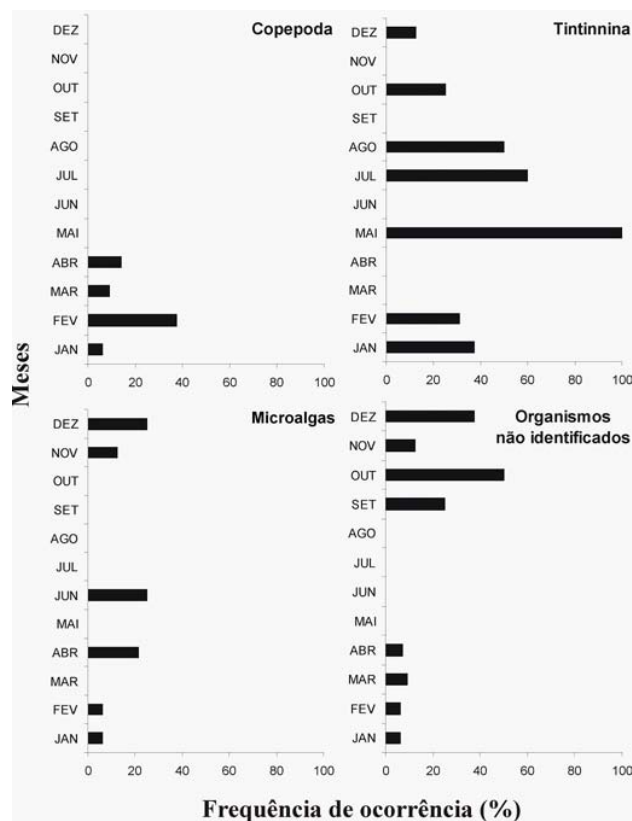 Copepoda
DEZ
NOV
OUT
SET
AGO
JUL
JUN
MAI
ABR
MAR
FEV
JAN
0 20 40 60 80 100
Tintinnina
DEZ
NOV
OUT
SET
AGO
JUL
JUN
MAI
ABR
MAR
FEV
JAN
0 20 40 60 80 100
Meses
Microalgas
DEZ
NOV
OUT
SET
AGO
JUL
JUN
MAI
ABR
MAR
FEV
JAN
0 20 40 60 80 100
Organismos
não identificados
DEZ
NOV
OUT
SET
AGO
JUL
JUN
MAI
ABR
MAR
FEV
JAN
0 20 40 60 80 100
Frequência de ocorrência (%)